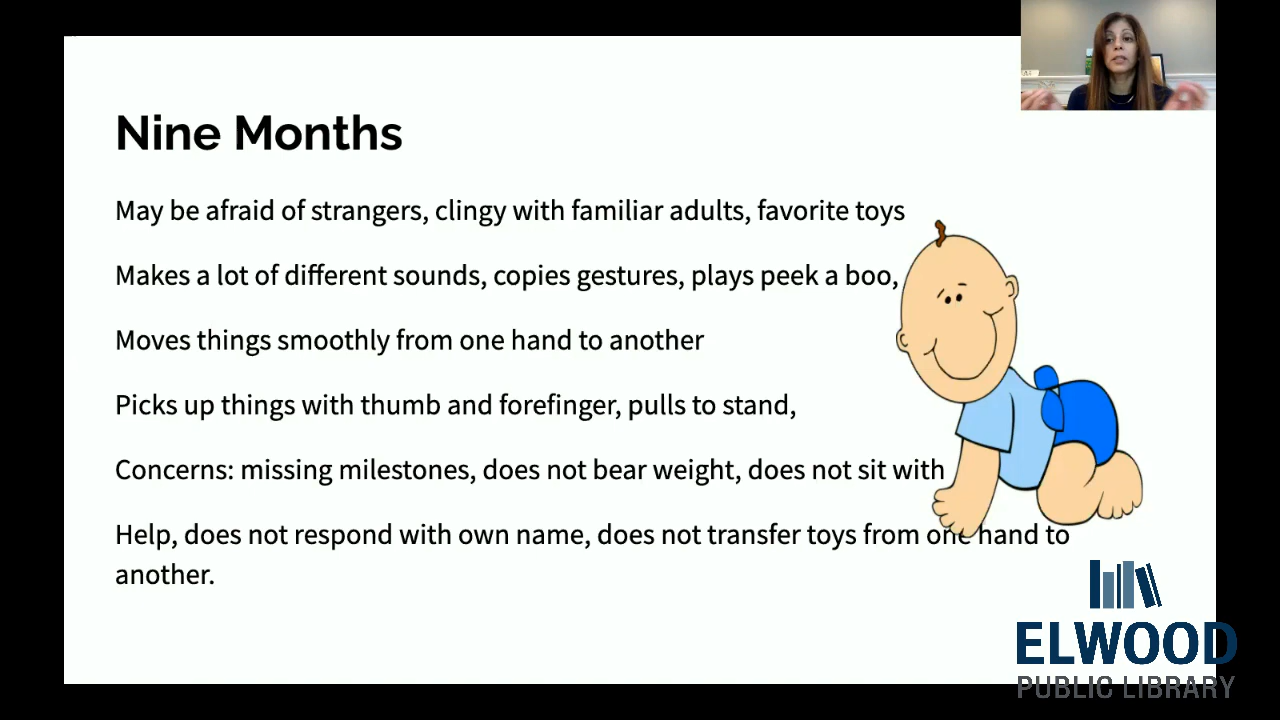 Nine Months
May be afraid of strangers, clingy with familiar adults, favorite toys
Makes a lot of different sounds, copies gestures, plays peek a boo,
Moves things smoothly from one hand to another
Picks up things with thumb and forefinger, pulls to stand,
Concerns: missing milestones, does not bear weight, does not sit with
Help, does not respond with own name, does not transfer toys from one hand to
another.
ELWOOD
PUBLIC LIBRARY